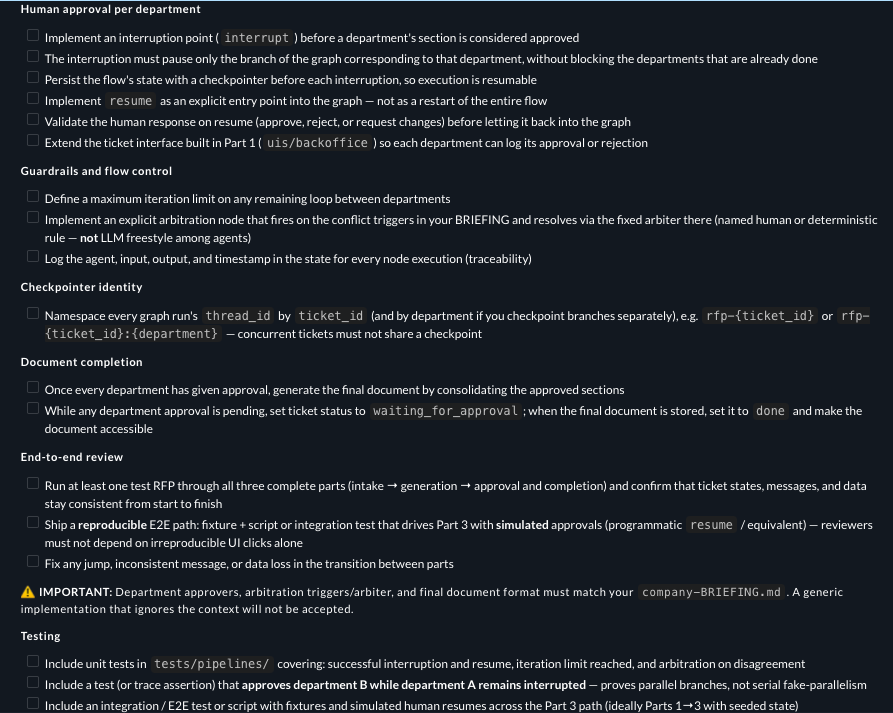 Human approval per department
Implement an interruption point ( interrupt ) before a department's section is considered approved
The interruption must pause only the branch of the graph corresponding to that department, without blocking the departments that are already done
Persist the flow's state with a checkpointer before each interruption, so execution is resumable
Implement resume as an explicit entry point into the graph — not as a restart of the entire flow
Validate the human response on resume (approve, reject, or request changes) before letting it back into the graph
Extend the ticket interface built in Part 1 ( uis/backoffice ) so each department can log its approval or rejection
Guardrails and flow control
Define a maximum iteration limit on any remaining loop between departments
Implement an explicit arbitration node that fires on the conflict triggers in your BRIEFING and resolves via the fixed arbiter there (named human or deterministic
rule — not LLM freestyle among agents)
Log the agent, input, output, and timestamp in the state for every node execution (traceability)
Checkpointer identity
Namespace every graph run's thread_id by ticket_id (and by department if you checkpoint branches separately), e.g. rfp-{ticket_id} or rfp-
{ticket_id}:{department} — concurrent tickets must not share a checkpoint
Document completion
Once every department has given approval, generate the final document by consolidating the approved sections
While any department approval is pending, set ticket status to waiting_for_approval ; when the final document is stored, set it to done and make the
document accessible
End-to-end review
Run at least one test RFP through all three complete parts (intake → generation → approval and completion) and confirm that ticket states, messages, and data
stay consistent from start to finish
Ship a reproducible E2E path: fixture + script or integration test that drives Part 3 with simulated approvals (programmatic resume / equivalent) — reviewers
must not depend on irreproducible UI clicks alone
Fix any jump, inconsistent message, or data loss in the transition between parts
⚠️ IMPORTANT: Department approvers, arbitration triggers/arbiter, and final document format must match your company-BRIEFING.md . A generic
implementation that ignores the context will not be accepted.
Testing
Include unit tests in tests/pipelines/ covering: successful interruption and resume, iteration limit reached, and arbitration on disagreement
Include a test (or trace assertion) that approves department B while department A remains interrupted — proves parallel branches, not serial fake-parallelism
Include an integration / E2E test or script with fixtures and simulated human resumes across the Part 3 path (ideally Parts 1→3 with seeded state)